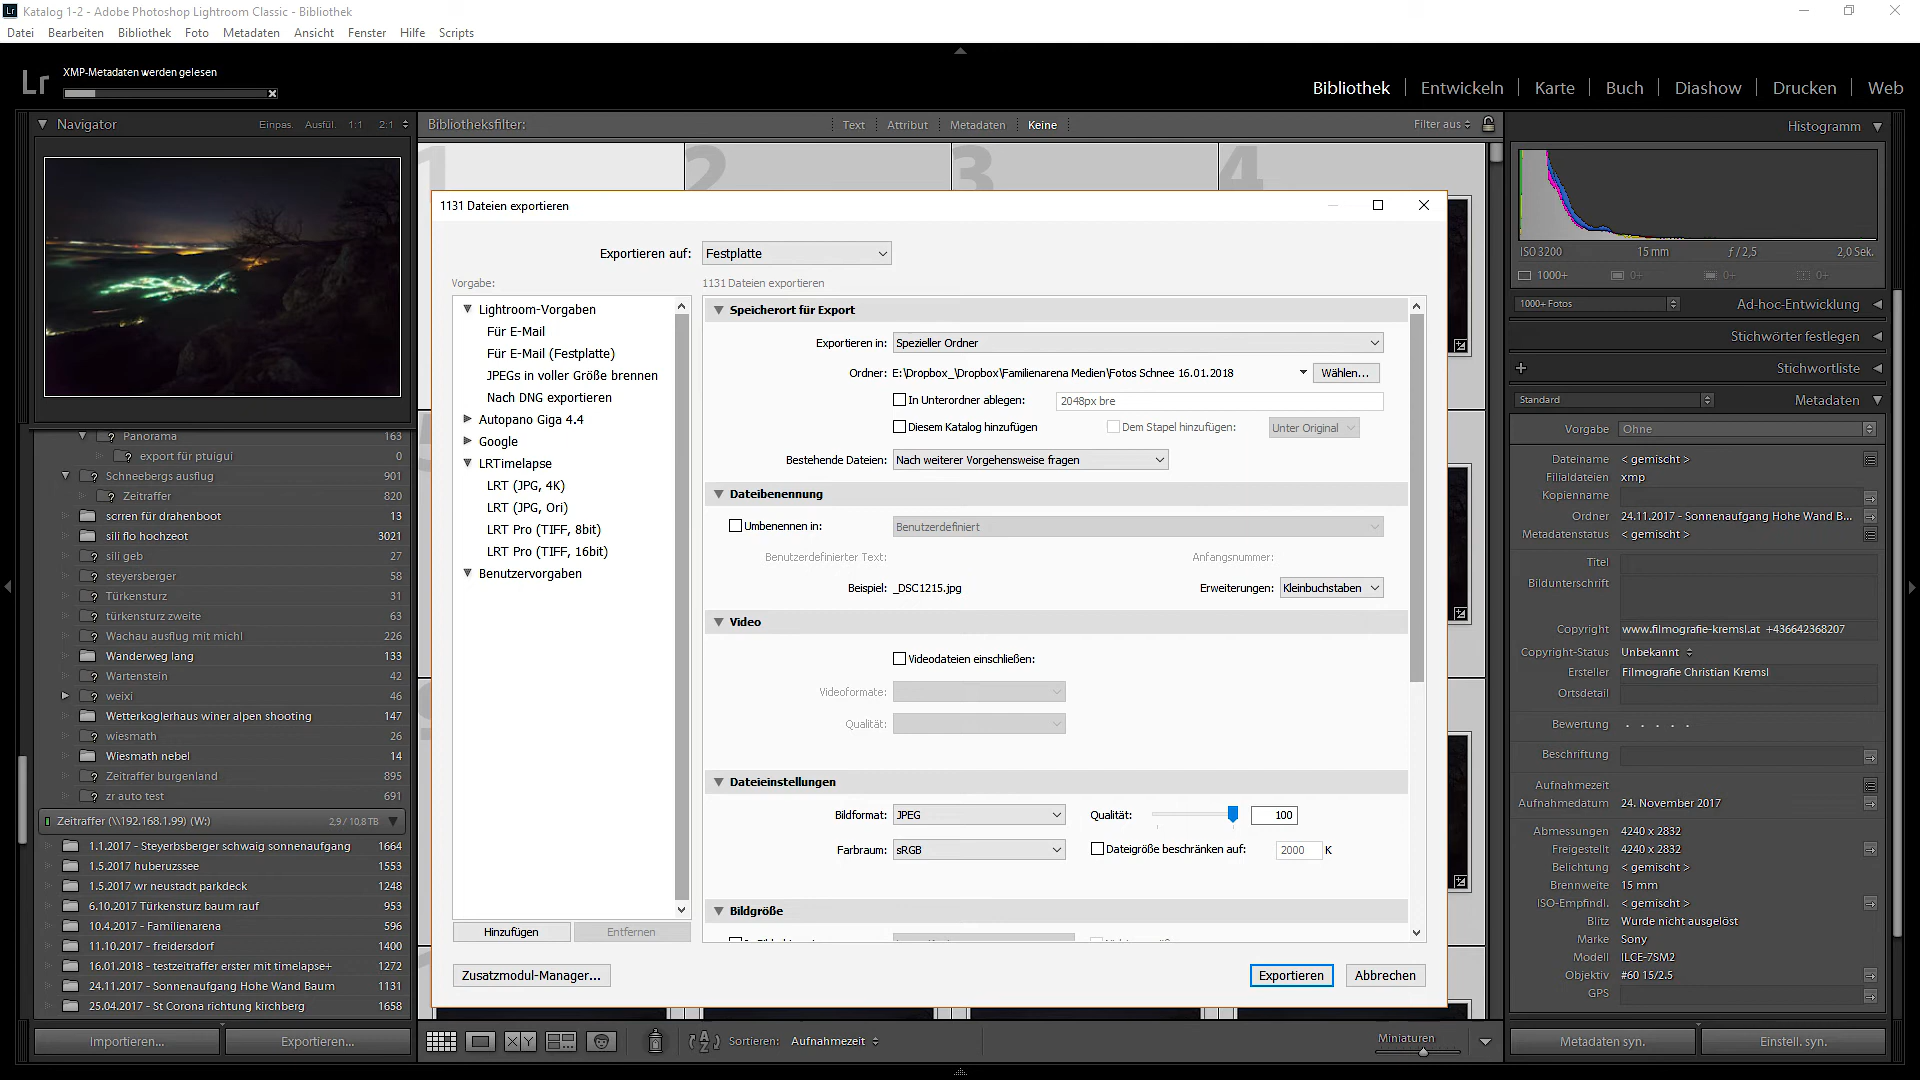 Katalog 1-2 - Adobe Photoshop Lightroom Classic - Bibliothek
Datei Bearbeiten Bibliothek Foto Metadaten Ansicht Fenster Hilfe Scripts
Lr
XMP-Metadaten werden gelesen
Bibliothek Entwickeln Karte Buch Diashow Drucken Web
Navigator Einpas. Ausfül. 1:1 2:1
Bibliotheksfilter: Text Attribut Metadaten Keine Filter aus
Histogramm
1 2 3 4
1131 Dateien exportieren
Exportieren auf: Festplatte
Vorgabe:
Lightroom-Vorgaben
Für E-Mail
Für E-Mail (Festplatte)
JPEGs in voller Größe brennen
Nach DNG exportieren
Autopano Giga 4.4
Google
LRTimelapse
LRT (JPG, 4K)
LRT (JPG, Ori)
LRT Pro (TIFF, 8bit)
LRT Pro (TIFF, 16bit)
Benutzervorgaben
Hinzufügen Entfernen
Zusatzmodul-Manager...
1131 Dateien exportieren
Speicherort für Export
Exportieren in: Spezieller Ordner
Ordner: E:\Dropbox_\Dropbox\Familienarena Medien\Fotos Schnee 16.01.2018 Wählen...
In Unterordner ablegen: 2048px bre
Diesem Katalog hinzufügen Dem Stapel hinzufügen: Unter Original
Bestehende Dateien: Nach weiterer Vorgehensweise fragen
Dateibenennung
Umbenennen in: Benutzerdefiniert
Benutzerdefinierter Text: Anfangsnummer:
Beispiel: _DSC1215.jpg Erweiterungen: Kleinbuchstaben
Video
Videodateien einschließen:
Videoformate:
Qualität:
Dateieinstellungen
Bildformat: JPEG Qualität: 100
Farbraum: sRGB Dateigröße beschränken auf: 2000 K
Bildgröße
Exportieren Abbrechen
Panorama 163
export für ptuigui 0
Schneebergs ausflug 901
Zeitraffer 820
scrren für drahenboot 13
sili flo hochzeot 3021
sili geb 27
steyersberger 58
Türkensturz 31
türkensturz zweite 63
Wachau ausflug mit michl 226
Wanderweg lang 133
Wartenstein 42
weixi 46
Wetterkoglerhaus winer alpen shooting 147
wiesmath 26
Wiesmath nebel 14
Zeitraffer burgenland 895
zr auto test 691
Zeitraffer (\\192.168.1.99) (W:) 2,9 / 10,8 TB
1.1.2017 - Steyerbsberger schwaig sonnenaufgang 1664
1.5.2017 huberuzssee 1553
1.5.2017 wr neustadt parkdeck 1248
6.10.2017 Türkensturz baum rauf 953
10.4.2017 - Familienarena 596
11.10.2017 - freidersdorf 1400
16.01.2018 - testzeitraffer erster mit timelapse+ 1272
24.11.2017 - Sonnenaufgang Hohe Wand Baum 1131
25.04.2017 - St Corona richtung kirchberg 1658
Importieren... Exportieren...
Sortieren: Aufnahmezeit Miniaturen
ISO 3200 15 mm ƒ / 2,5 2,0 Sek.
1000+ 0+ 0+ 0+
1000+ Fotos Ad-hoc-Entwicklung
Stichwörter festlegen
Stichwortliste
Standard Metadaten
Vorgabe Ohne
Dateiname < gemischt >
Filialdateien xmp
Kopienname
Ordner 24.11.2017 - Sonnenaufgang Hohe Wand B...
Metadatenstatus < gemischt >
Titel
Bildunterschrift
Copyright www.filmografie-kremsl.at +436642368207
Copyright-Status Unbekannt
Ersteller Filmografie Christian Kremsl
Ortsdetail
Bewertung
Beschriftung
Aufnahmezeit
Aufnahmedatum 24. November 2017
Abmessungen 4240 x 2832
Freigestellt 4240 x 2832
Belichtung < gemischt >
Brennweite 15 mm
ISO-Empfindl. < gemischt >
Blitz Wurde nicht ausgelöst
Marke Sony
Modell ILCE-7SM2
Objektiv #60 15/2.5
GPS
Metadaten syn. Einstell. syn.